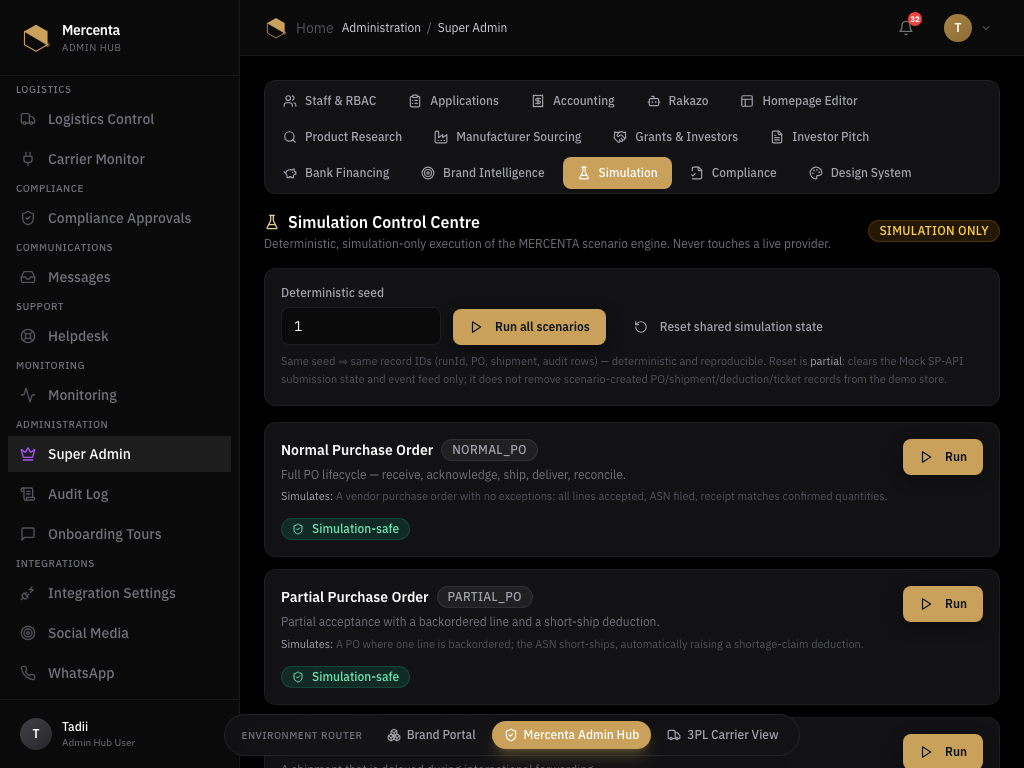 Mercenta
ADMIN HUB
Home Administration / Super Admin
32
T
LOGISTICS
Logistics Control
Carrier Monitor
COMPLIANCE
Compliance Approvals
COMMUNICATIONS
Messages
SUPPORT
Helpdesk
MONITORING
Monitoring
ADMINISTRATION
Super Admin
Audit Log
Onboarding Tours
INTEGRATIONS
Integration Settings
Social Media
WhatsApp
T
Tadii
Admin Hub User
Staff & RBAC Applications Accounting Rakazo Homepage Editor
Product Research Manufacturer Sourcing Grants & Investors Investor Pitch
Bank Financing Brand Intelligence Simulation Compliance Design System
Simulation Control Centre
Deterministic, simulation-only execution of the MERCENTA scenario engine. Never touches a live provider.
SIMULATION ONLY
Deterministic seed
1
Run all scenarios
Reset shared simulation state
Same seed ⇒ same record IDs (runId, PO, shipment, audit rows) — deterministic and reproducible. Reset is partial: clears the Mock SP-API
submission state and event feed only; it does not remove scenario-created PO/shipment/deduction/ticket records from the demo store.
Normal Purchase Order NORMAL_PO
Full PO lifecycle — receive, acknowledge, ship, deliver, reconcile.
Simulates: A vendor purchase order with no exceptions: all lines accepted, ASN filed, receipt matches confirmed quantities.
Simulation-safe
Run
Partial Purchase Order PARTIAL_PO
Partial acceptance with a backordered line and a short-ship deduction.
Simulates: A PO where one line is backordered; the ASN short-ships, automatically raising a shortage-claim deduction.
Simulation-safe
Run
Run
ENVIRONMENT ROUTER Brand Portal Mercenta Admin Hub 3PL Carrier View